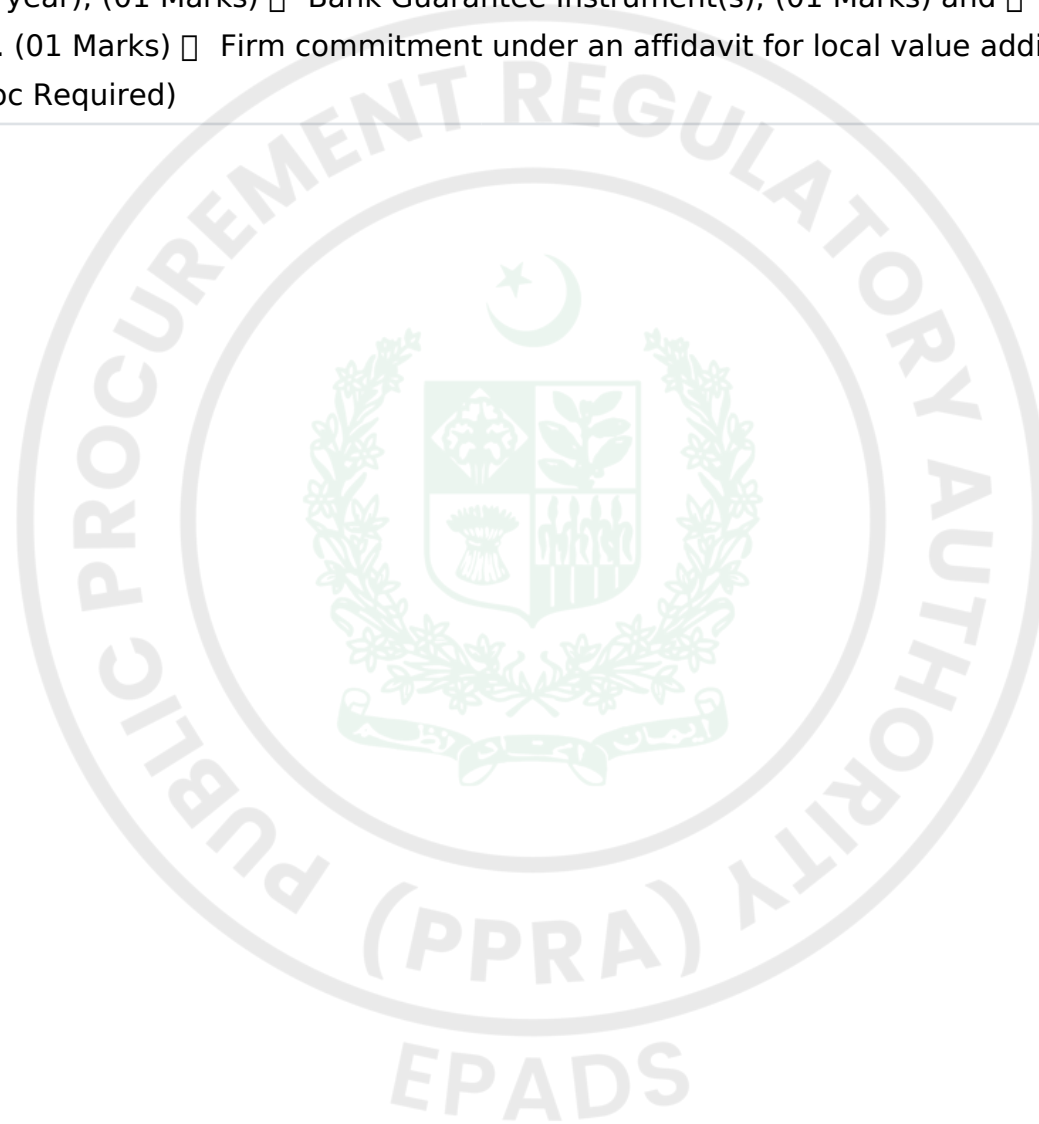 year); (01 Marks) ▯ Bank Guarantee Instrument(s); (01 Marks) and ▯
. (01 Marks) ▯ Firm commitment under an affidavit for local value addi
oc Required)
PUBLIC PROCUREMENT REGULATORY AUTHORITY
(PPRA)
EPADS